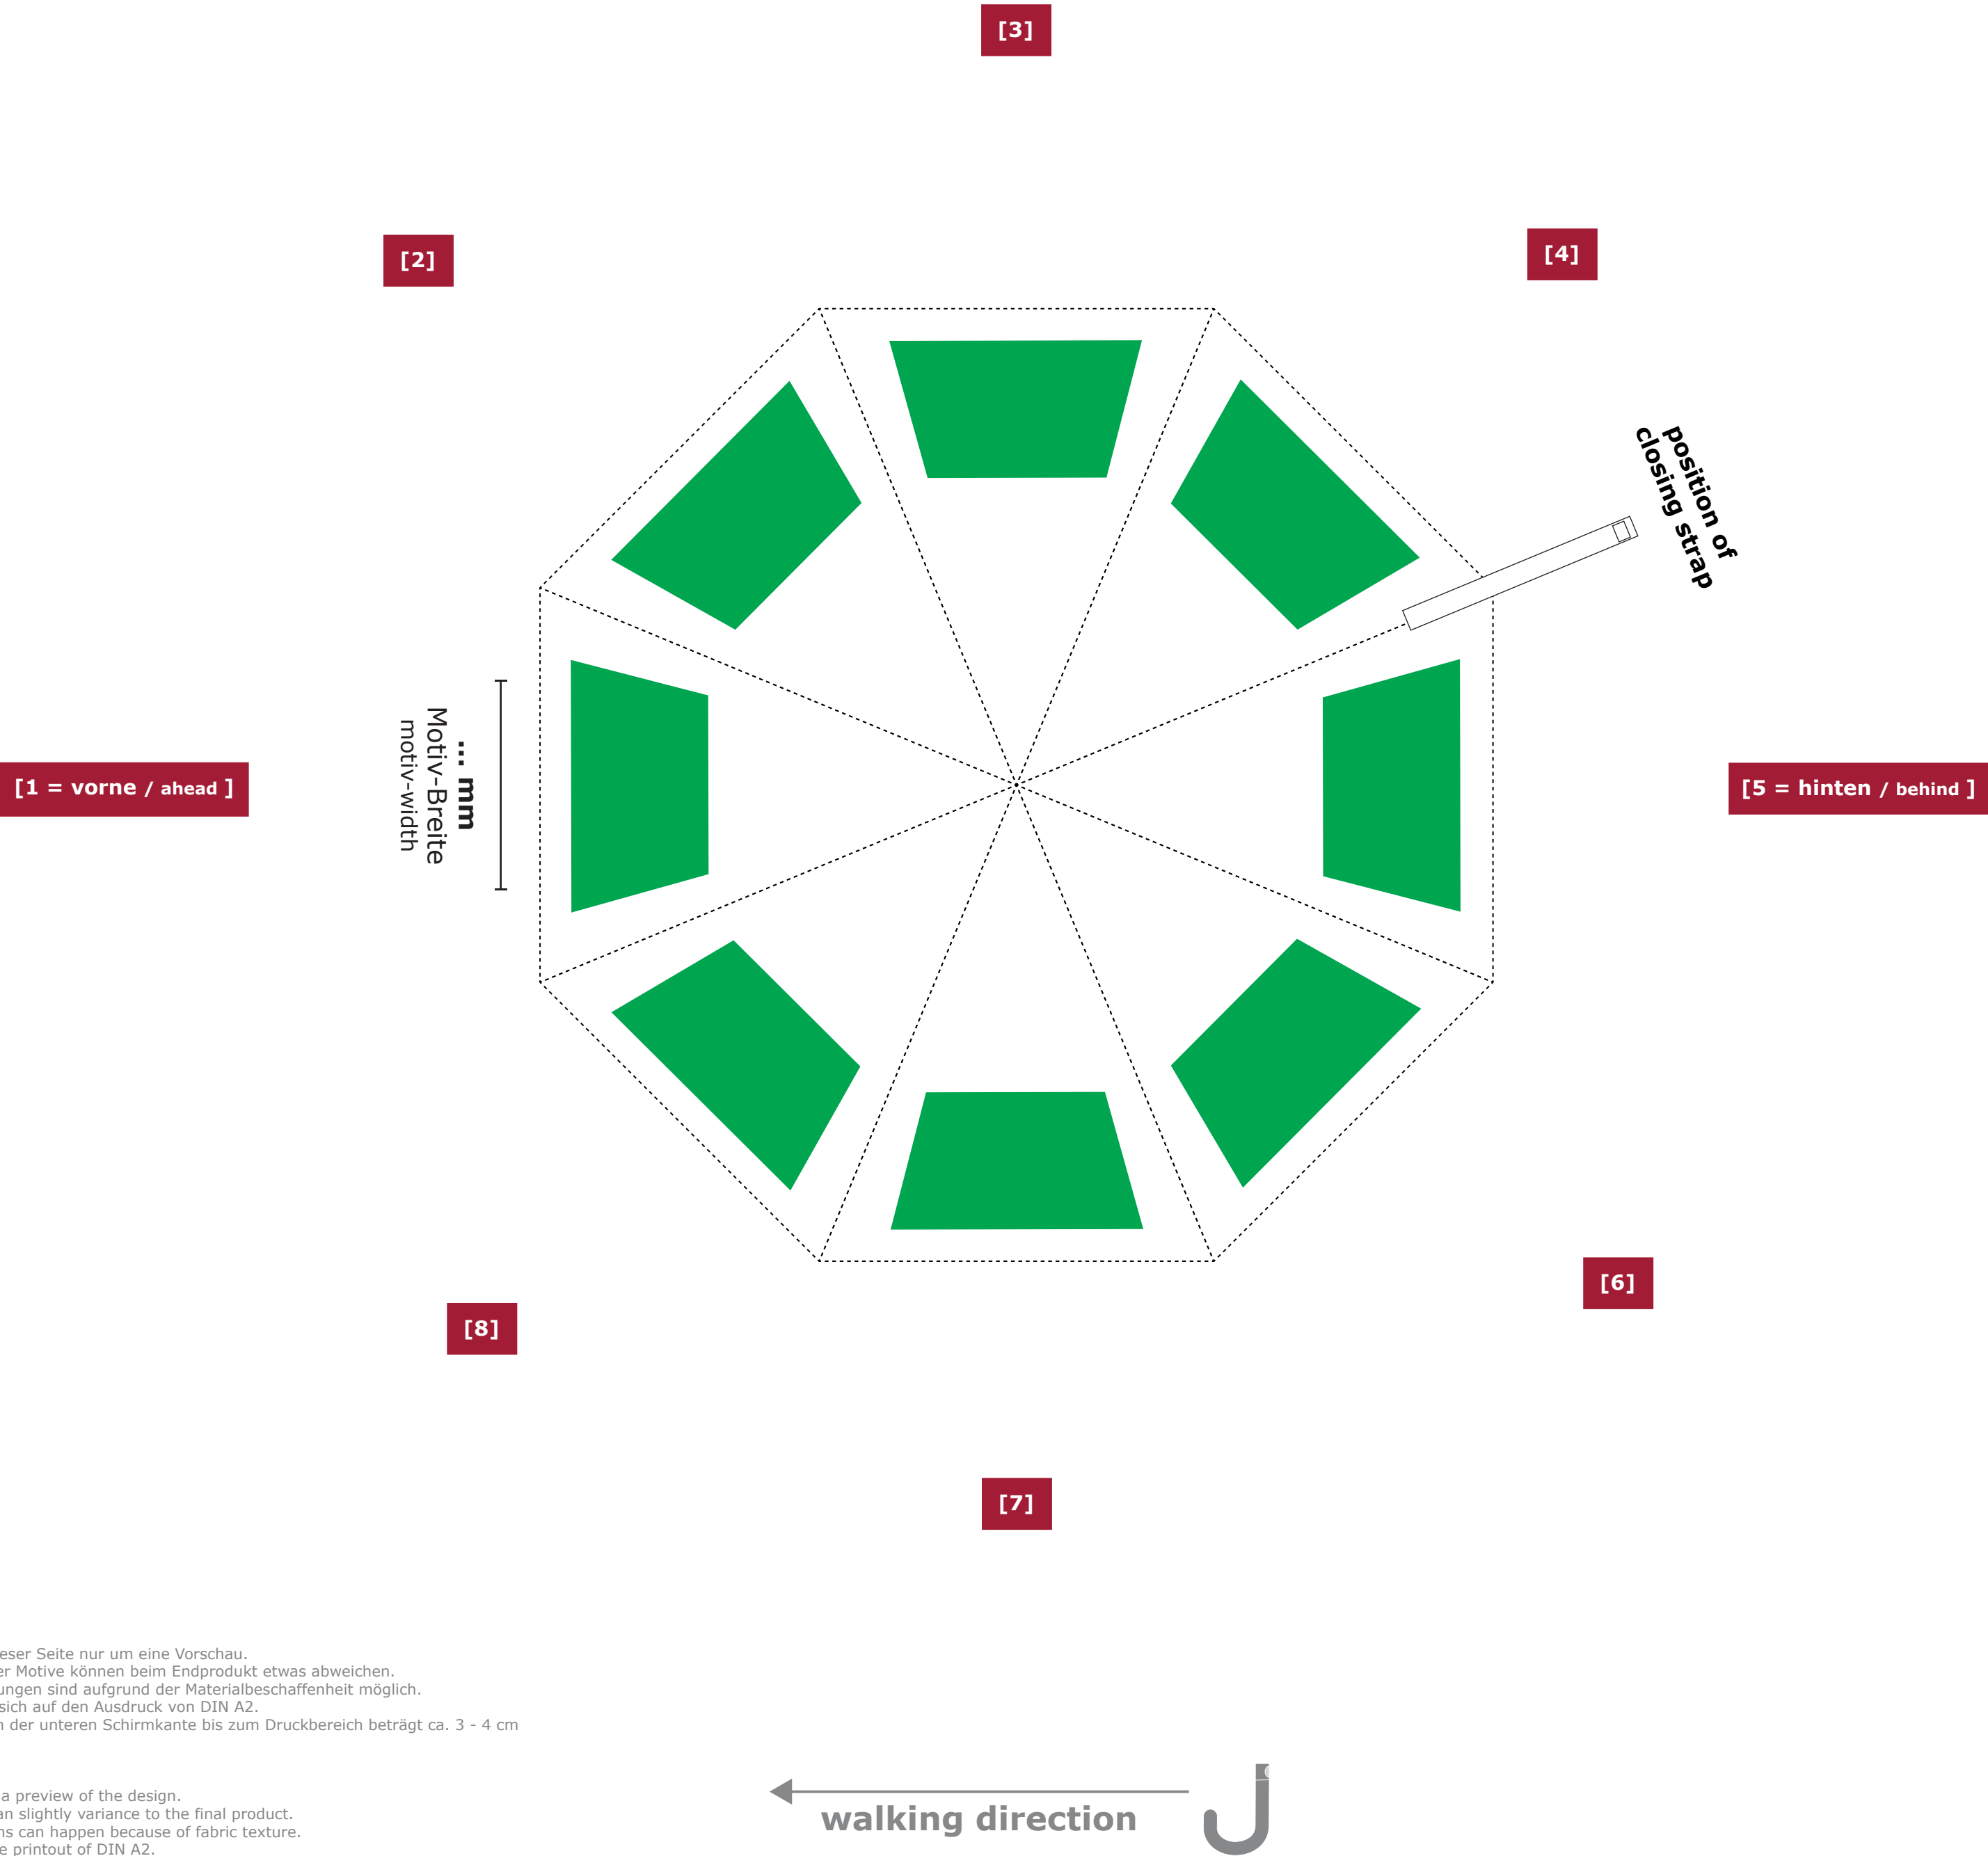 [3]
[2]
[4]
position of
closing strap
... mm
Motiv-Breite
motiv-width
[1 = vorne / ahead ]
[5 = hinten / behind ]
[6]
[8]
[7]
eser Seite nur um eine Vorschau.
er Motive können beim Endprodukt etwas abweichen.
ungen sind aufgrund der Materialbeschaffenheit möglich.
sich auf den Ausdruck von DIN A2.
n der unteren Schirmkante bis zum Druckbereich beträgt ca. 3 - 4 cm
a preview of the design.
an slightly variance to the final product.
ns can happen because of fabric texture.
e printout of DIN A2.
walking direction